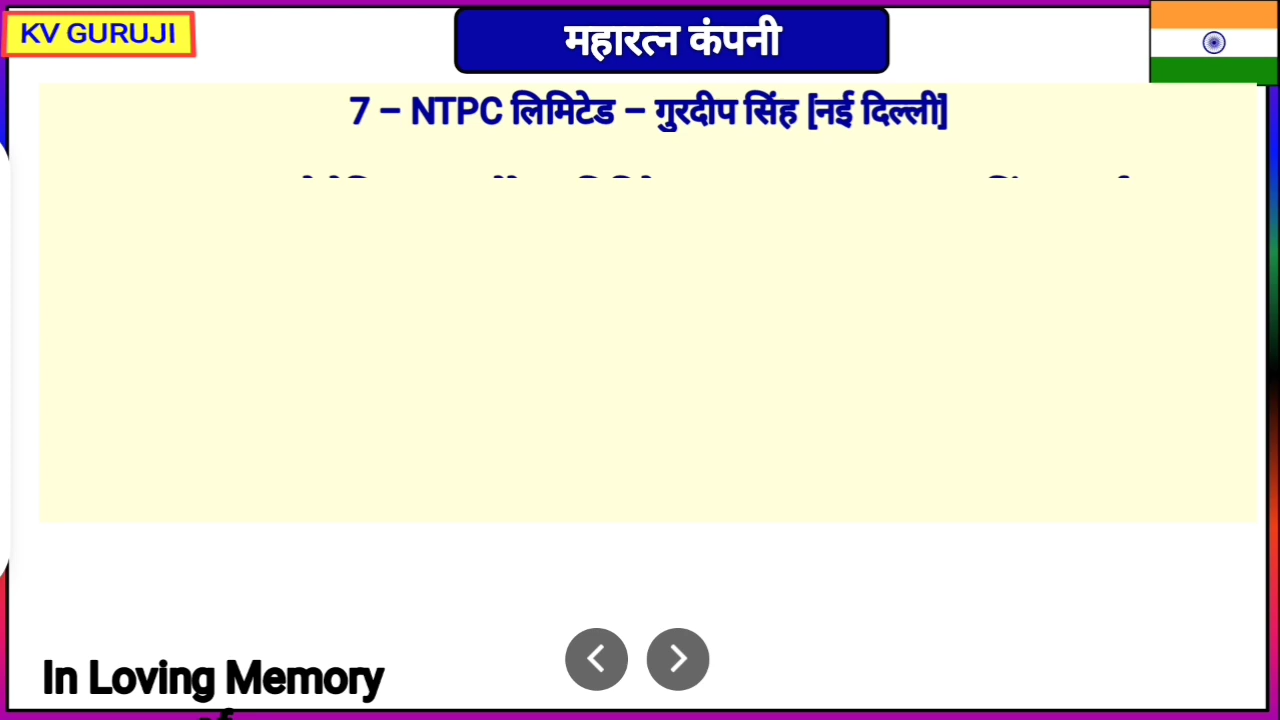 KV GURUJI
महारत्न कंपनी
7 – NTPC लिमिटेड – गुरदीप सिंह [नई दिल्ली]
In Loving Memory